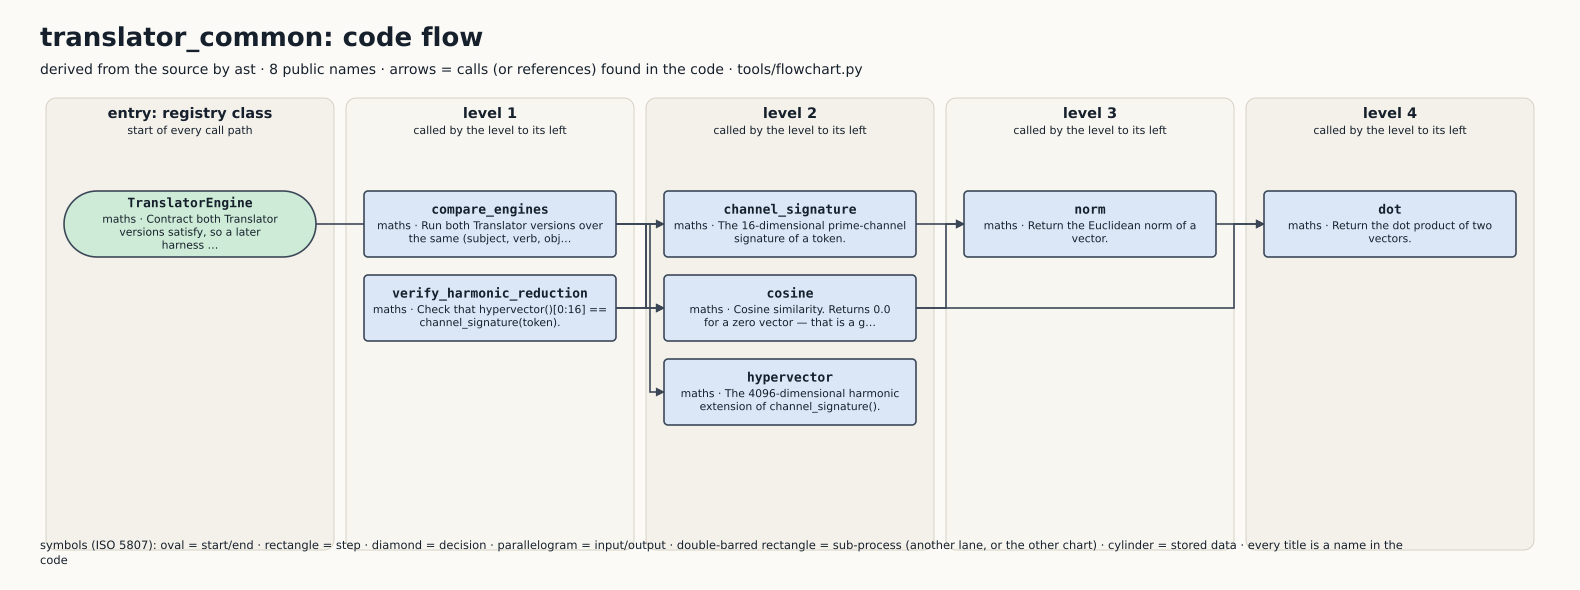 translator_common: code flow
derived from the source by ast · 8 public names · arrows = calls (or references) found in the code · tools/flowchart.py
entry: registry class
start of every call path
level 1
called by the level to its left
level 2
called by the level to its left
level 3
called by the level to its left
level 4
called by the level to its left
TranslatorEngine
maths · Contract both Translator
versions satisfy, so a later
harness …
compare_engines
maths · Run both Translator versions over
the same (subject, verb, obj…
verify_harmonic_reduction
maths · Check that hypervector()[0:16] ==
channel_signature(token).
channel_signature
maths · The 16-dimensional prime-channel
signature of a token.
cosine
maths · Cosine similarity. Returns 0.0
for a zero vector — that is a g…
hypervector
maths · The 4096-dimensional harmonic
extension of channel_signature().
norm
maths · Return the Euclidean norm of a
vector.
dot
maths · Return the dot product of two
vectors.
symbols (ISO 5807): oval = start/end · rectangle = step · diamond = decision · parallelogram = input/output · double-barred rectangle = sub-process (another lane, or the other chart) · cylinder = stored data · every title is a name in the
code